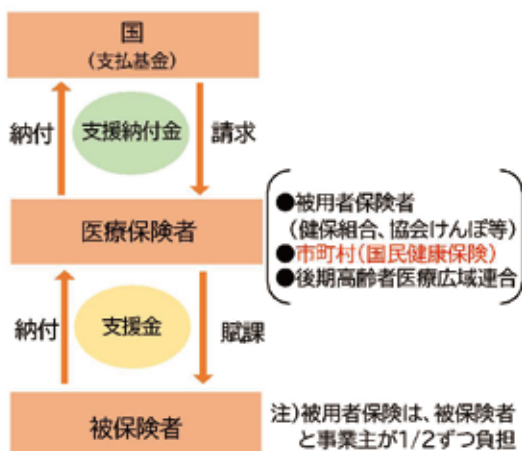 国
(支払基金)
納付
支援納付金
請求
医療保険者
●被用者保険者
(健保組合、協会けんぽ等)
●市町村(国民健康保険)
●後期高齢者医療広域連合
納付
支援金
賦課
被保険者
注)被用者保険は、被保険者
と事業主が1/2ずつ負担